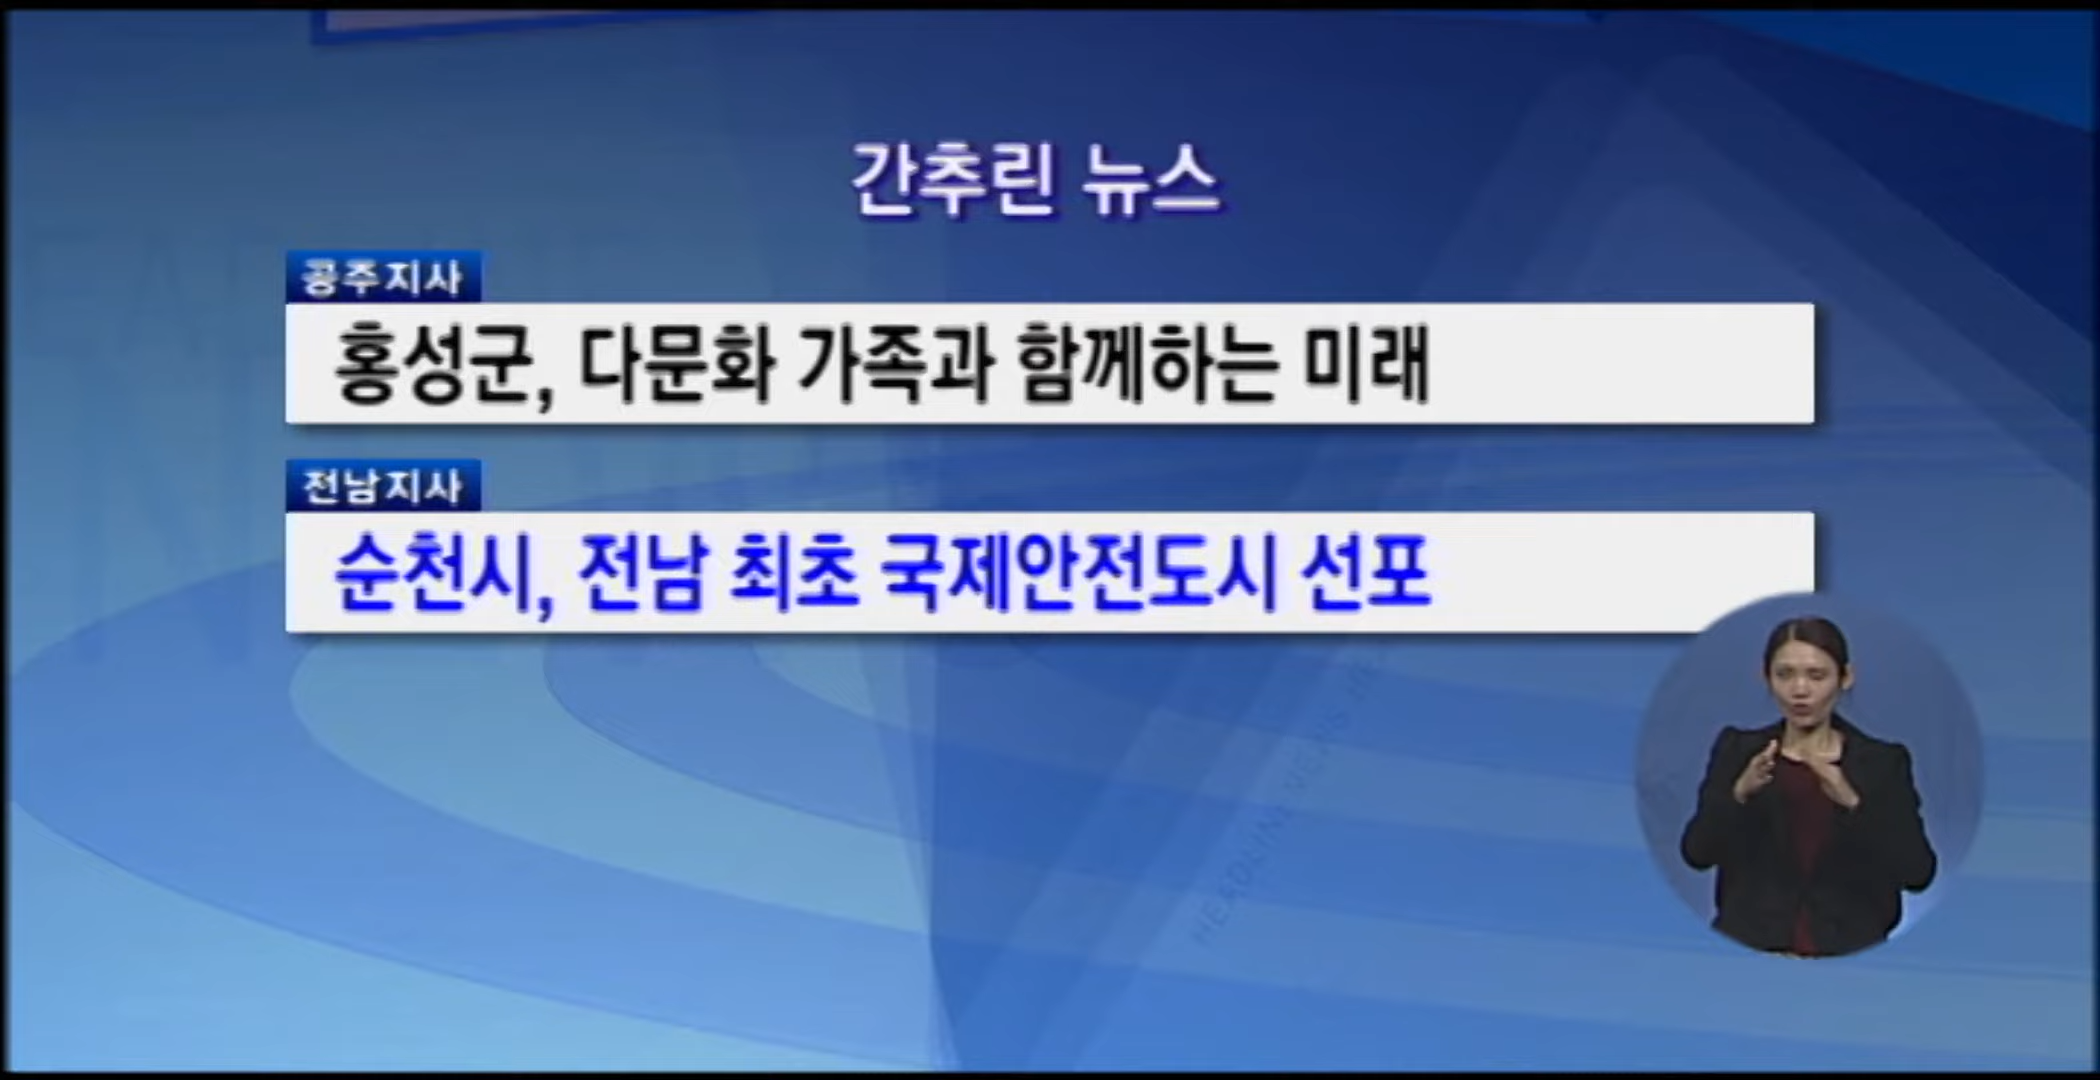 간추린 뉴스
공주지사
홍성군, 다문화 가족과 함께하는 미래
전남지사
순천시, 전남 최초 국제안전도시 선포